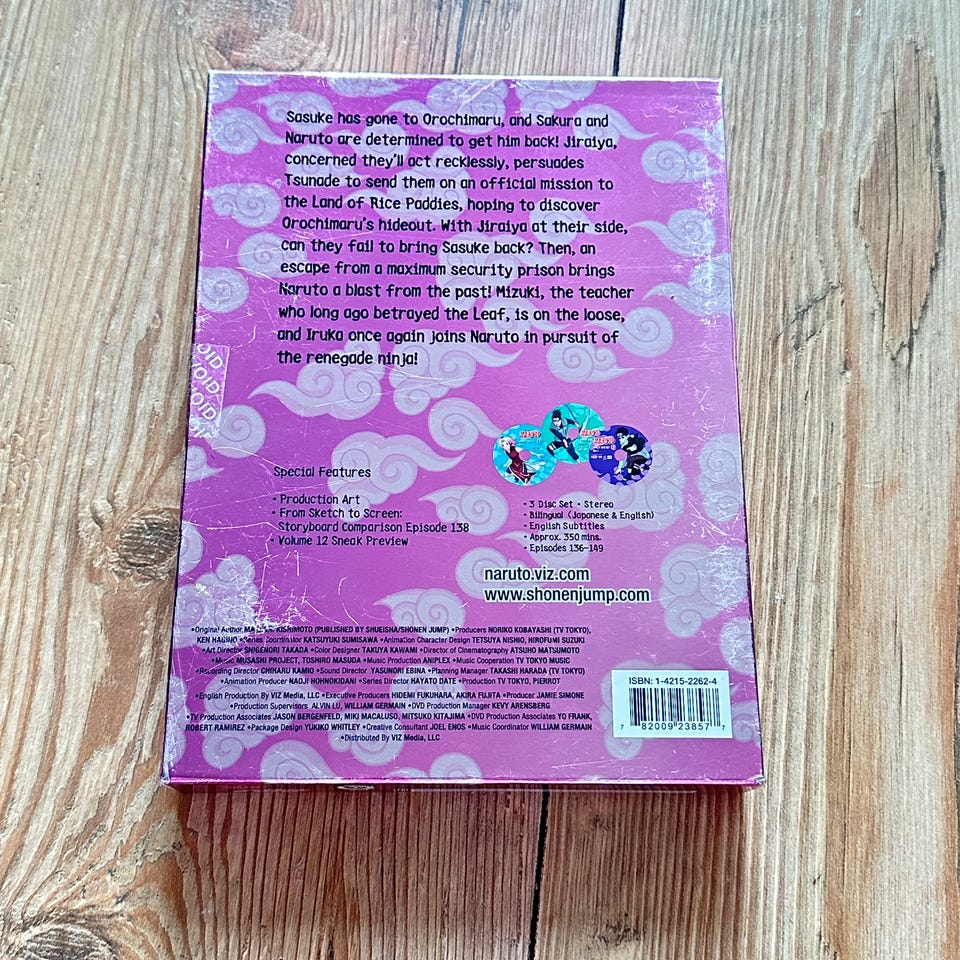 Sasuke has gone to Orochimaru, and Sakura and
Naruto are determined to get him back! Jiraiya,
concerned they'll act recklessly, persuades
Tsunade to send them on an official mission to
the Land of Rice Paddies, hoping to discover
Orochimaru's hideout. With Jiraiya at their side,
can they fail to bring Sasuke back? Then, an
escape from a maximum security prison brings
Naruto a blast from the past! Mizuki, the teacher
who long ago betrayed the Leaf, is on the loose,
and Iruka once again joins Naruto in pursuit of
the renegade ninja!
OID
VOID
VOID
Special Features
• Production Art
• From Sketch to Screen:
Storyboard Comparison Episode 138
• Volume 12 Sneak Preview
• 3 Disc Set • Stereo
• Bilingual (Japanese & English)
• English Subtitles
• Approx. 350 mins.
• Episodes 136-149
naruto.viz.com
www.shonenjump.com
•Original Author KISHIMOTO (PUBLISHED BY SHUEISHA/SHONEN JUMP) •Producers NORIKO KOBAYASHI (TV TOKYO),
KEN HAGINO •Series Coordinator KATSUYUKI SUMISAWA •Animation Character Design TETSUYA NISHIO, HIROFUMI SUZUKI
•Art Director SHIGENORI TAKADA •Color Designer TAKUYA KAWAMI •Director of Cinematography ATSUHO MATSUMOTO
•Music MUSASHI PROJECT, TOSHIRO MASUDA •Music Production ANIPLEX •Music Cooperation TV TOKYO MUSIC
•Recording Director CHIHARU KAMIO •Sound Director YASUNORI EBINA •Planning Manager TAKASHI HARADA (TV TOKYO)
•Animation Producer NAOJI HOHNOKIDANI •Series Director HAYATO DATE •Production TV TOKYO, PIERROT
•English Production By VIZ Media, LLC •Executive Producers HIDEMI FUKUHARA, AKIRA FUJITA •Producer JAMIE SIMONE
•Production Supervisors ALVIN LU, WILLIAM GERMAIN •DVD Production Manager KEVY ARENSBERG
•TV Production Associates JASON BERGENFELD, MIKI MACALUSO, MITSUKO KITAJIMA •DVD Production Associates YO FRANK,
ROBERT RAMIREZ •Package Design YUKIKO WHITLEY •Creative Consultant JOEL ENOS •Music Coordinator WILLIAM GERMAIN
•Distributed By VIZ Media, LLC
ISBN: 1-4215-2262-4
7 82009 23857 7